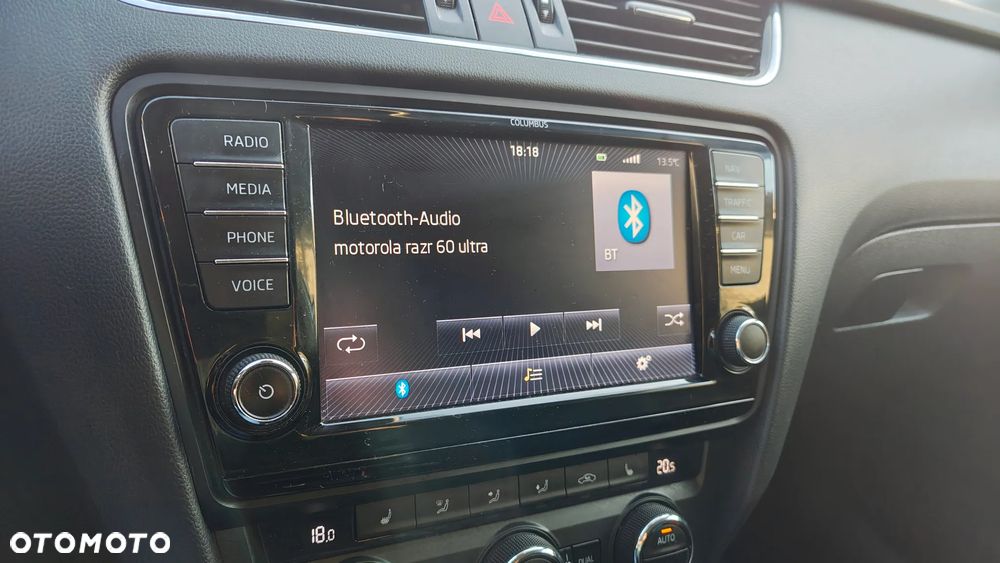 COLUMBUS
18:18
13.5°C
RADIO
MEDIA
PHONE
VOICE
Bluetooth-Audio
motorola razr 60 ultra
BT
NAV
TRAFFIC
CAR
MENU
18.0
20.5
AUTO
DUAL
OTOMOTO